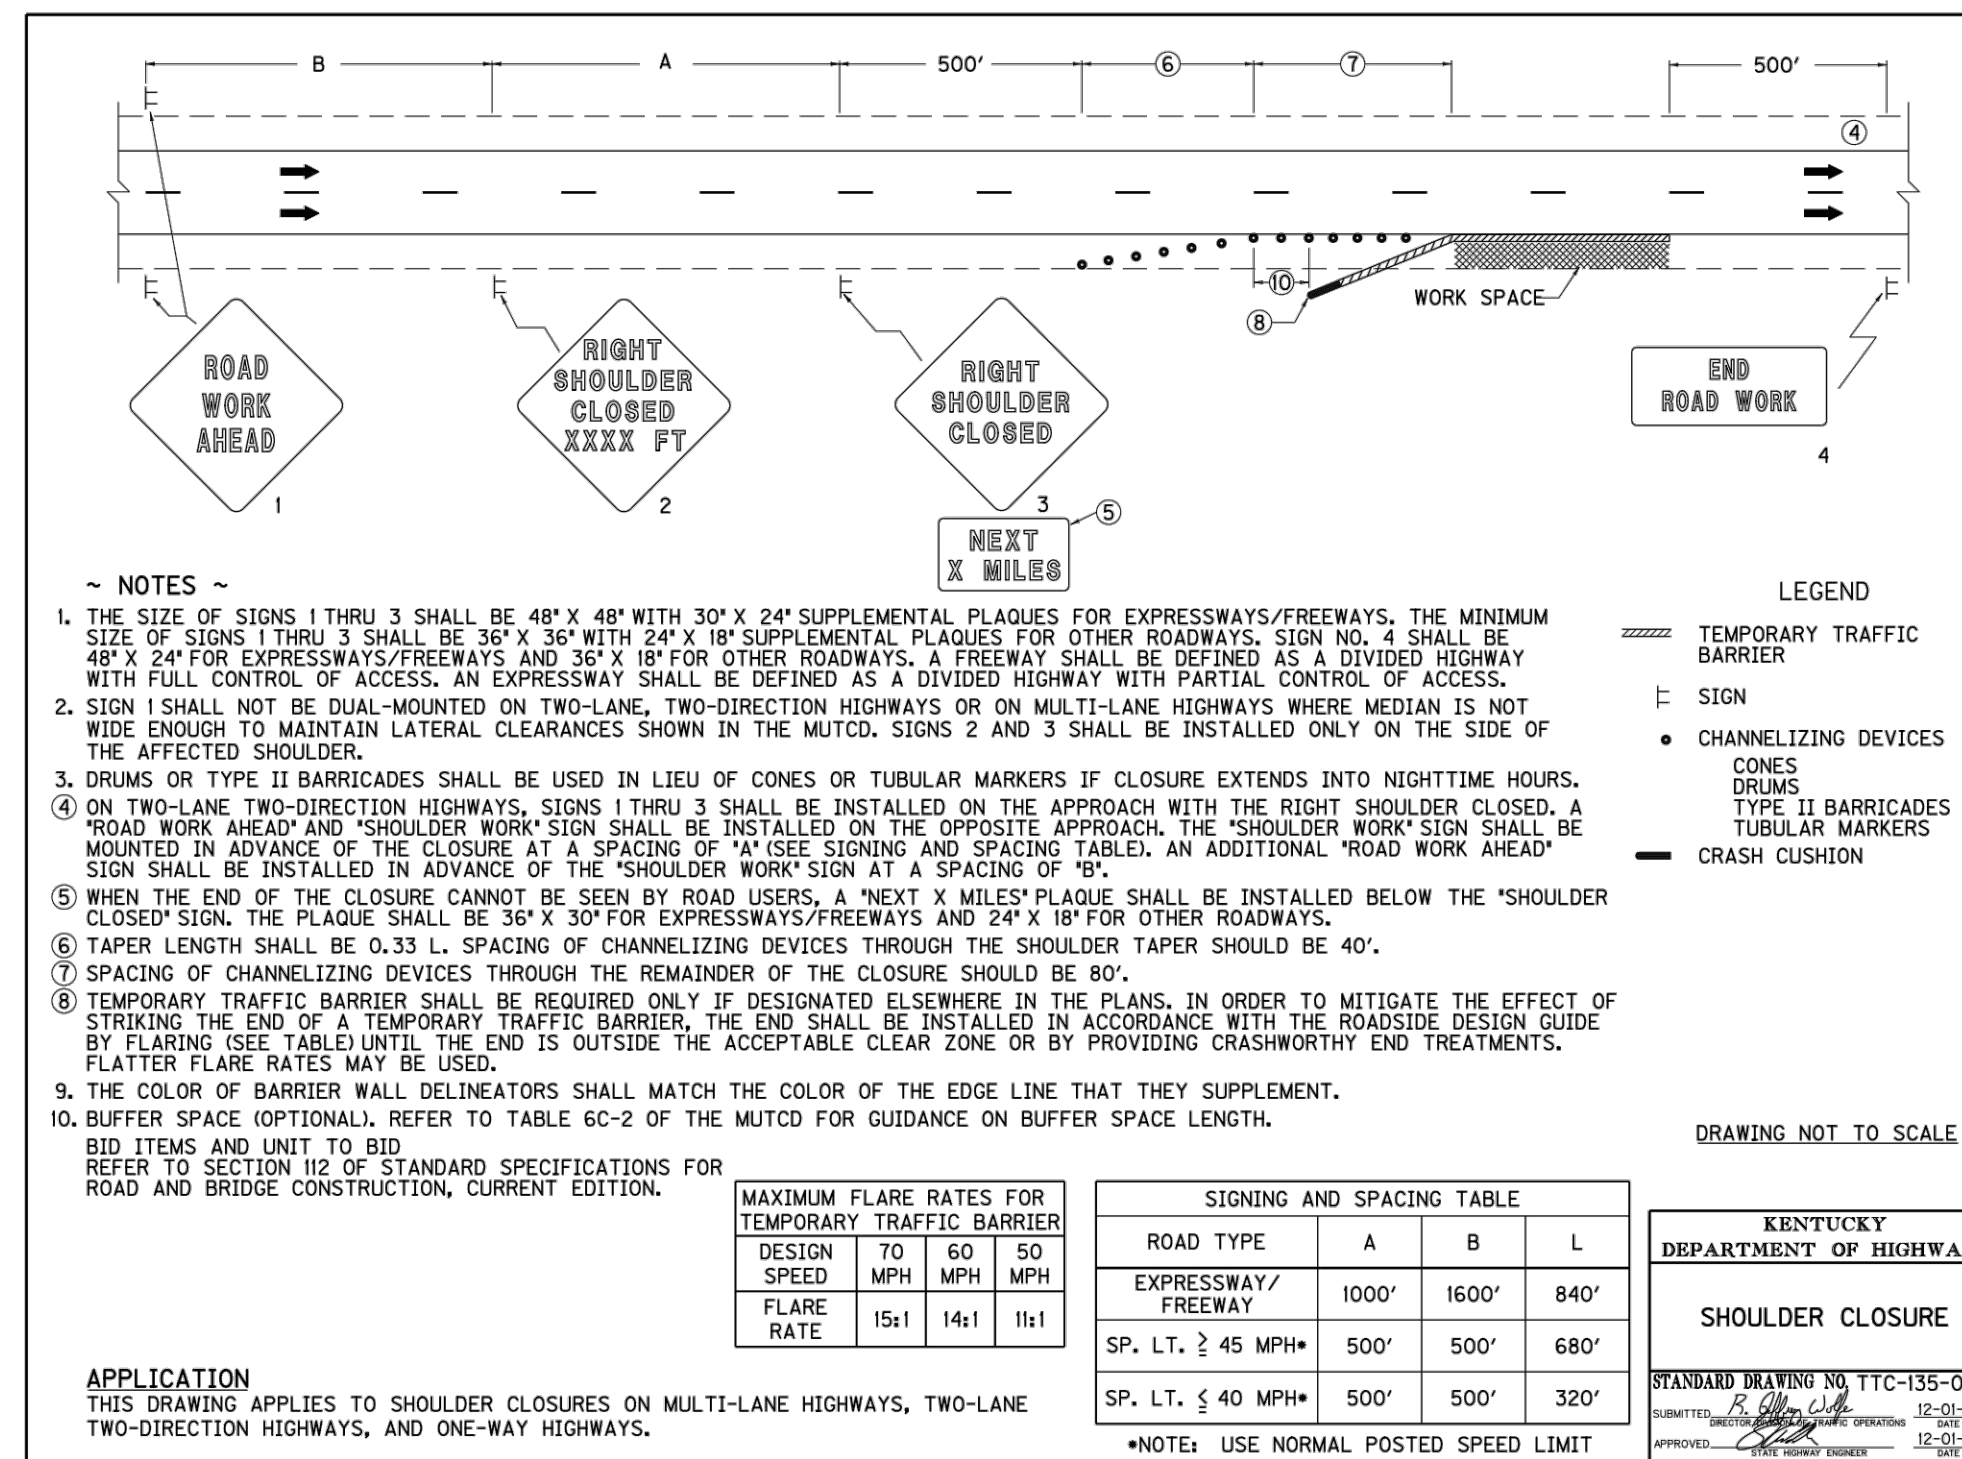 B A 500′ 6 7 500′
4
10
8
WORK SPACE
ROAD
WORK
AHEAD
1
RIGHT
SHOULDER
CLOSED
XXXX FT
2
RIGHT
SHOULDER
CLOSED
3
NEXT
X MILES
5
END
ROAD WORK
4
~ NOTES ~
1. THE SIZE OF SIGNS 1 THRU 3 SHALL BE 48" X 48" WITH 30" X 24" SUPPLEMENTAL PLAQUES FOR EXPRESSWAYS/FREEWAYS. THE MINIMUM
SIZE OF SIGNS 1 THRU 3 SHALL BE 36" X 36" WITH 24" X 18" SUPPLEMENTAL PLAQUES FOR OTHER ROADWAYS. SIGN NO. 4 SHALL BE
48" X 24" FOR EXPRESSWAYS/FREEWAYS AND 36" X 18" FOR OTHER ROADWAYS. A FREEWAY SHALL BE DEFINED AS A DIVIDED HIGHWAY
WITH FULL CONTROL OF ACCESS. AN EXPRESSWAY SHALL BE DEFINED AS A DIVIDED HIGHWAY WITH PARTIAL CONTROL OF ACCESS.
2. SIGN 1 SHALL NOT BE DUAL-MOUNTED ON TWO-LANE, TWO-DIRECTION HIGHWAYS OR ON MULTI-LANE HIGHWAYS WHERE MEDIAN IS NOT
WIDE ENOUGH TO MAINTAIN LATERAL CLEARANCES SHOWN IN THE MUTCD. SIGNS 2 AND 3 SHALL BE INSTALLED ONLY ON THE SIDE OF
THE AFFECTED SHOULDER.
3. DRUMS OR TYPE II BARRICADES SHALL BE USED IN LIEU OF CONES OR TUBULAR MARKERS IF CLOSURE EXTENDS INTO NIGHTTIME HOURS.
4 ON TWO-LANE TWO-DIRECTION HIGHWAYS, SIGNS 1 THRU 3 SHALL BE INSTALLED ON THE APPROACH WITH THE RIGHT SHOULDER CLOSED. A
"ROAD WORK AHEAD" AND "SHOULDER WORK" SIGN SHALL BE INSTALLED ON THE OPPOSITE APPROACH. THE "SHOULDER WORK" SIGN SHALL BE
MOUNTED IN ADVANCE OF THE CLOSURE AT A SPACING OF "A" (SEE SIGNING AND SPACING TABLE). AN ADDITIONAL "ROAD WORK AHEAD"
SIGN SHALL BE INSTALLED IN ADVANCE OF THE "SHOULDER WORK" SIGN AT A SPACING OF "B".
5 WHEN THE END OF THE CLOSURE CANNOT BE SEEN BY ROAD USERS, A "NEXT X MILES" PLAQUE SHALL BE INSTALLED BELOW THE "SHOULDER
CLOSED" SIGN. THE PLAQUE SHALL BE 36" X 30" FOR EXPRESSWAYS/FREEWAYS AND 24" X 18" FOR OTHER ROADWAYS.
6 TAPER LENGTH SHALL BE 0.33 L. SPACING OF CHANNELIZING DEVICES THROUGH THE SHOULDER TAPER SHOULD BE 40′.
7 SPACING OF CHANNELIZING DEVICES THROUGH THE REMAINDER OF THE CLOSURE SHOULD BE 80′.
8 TEMPORARY TRAFFIC BARRIER SHALL BE REQUIRED ONLY IF DESIGNATED ELSEWHERE IN THE PLANS. IN ORDER TO MITIGATE THE EFFECT OF
STRIKING THE END OF A TEMPORARY TRAFFIC BARRIER, THE END SHALL BE INSTALLED IN ACCORDANCE WITH THE ROADSIDE DESIGN GUIDE
BY FLARING (SEE TABLE) UNTIL THE END IS OUTSIDE THE ACCEPTABLE CLEAR ZONE OR BY PROVIDING CRASHWORTHY END TREATMENTS.
FLATTER FLARE RATES MAY BE USED.
9. THE COLOR OF BARRIER WALL DELINEATORS SHALL MATCH THE COLOR OF THE EDGE LINE THAT THEY SUPPLEMENT.
10. BUFFER SPACE (OPTIONAL). REFER TO TABLE 6C-2 OF THE MUTCD FOR GUIDANCE ON BUFFER SPACE LENGTH.
BID ITEMS AND UNIT TO BID
REFER TO SECTION 112 OF STANDARD SPECIFICATIONS FOR
ROAD AND BRIDGE CONSTRUCTION, CURRENT EDITION.
LEGEND
TEMPORARY TRAFFIC
BARRIER
SIGN
CHANNELIZING DEVICES
CONES
DRUMS
TYPE II BARRICADES
TUBULAR MARKERS
CRASH CUSHION
DRAWING NOT TO SCALE
MAXIMUM FLARE RATES FOR
TEMPORARY TRAFFIC BARRIER
DESIGN SPEED 70 MPH 60 MPH 50 MPH
FLARE RATE 15:1 14:1 11:1
SIGNING AND SPACING TABLE
ROAD TYPE A B L
EXPRESSWAY/ FREEWAY 1000′ 1600′ 840′
SP. LT. ≥ 45 MPH* 500′ 500′ 680′
SP. LT. ≤ 40 MPH* 500′ 500′ 320′
*NOTE: USE NORMAL POSTED SPEED LIMIT
APPLICATION
THIS DRAWING APPLIES TO SHOULDER CLOSURES ON MULTI-LANE HIGHWAYS, TWO-LANE
TWO-DIRECTION HIGHWAYS, AND ONE-WAY HIGHWAYS.
KENTUCKY
DEPARTMENT OF HIGHWA
SHOULDER CLOSURE
STANDARD DRAWING NO. TTC-135-0
SUBMITTED R. Jeffrey Wolfe 12-01-
DIRECTOR, DIVISION OF TRAFFIC OPERATIONS DATE
APPROVED 12-01-
STATE HIGHWAY ENGINEER DATE